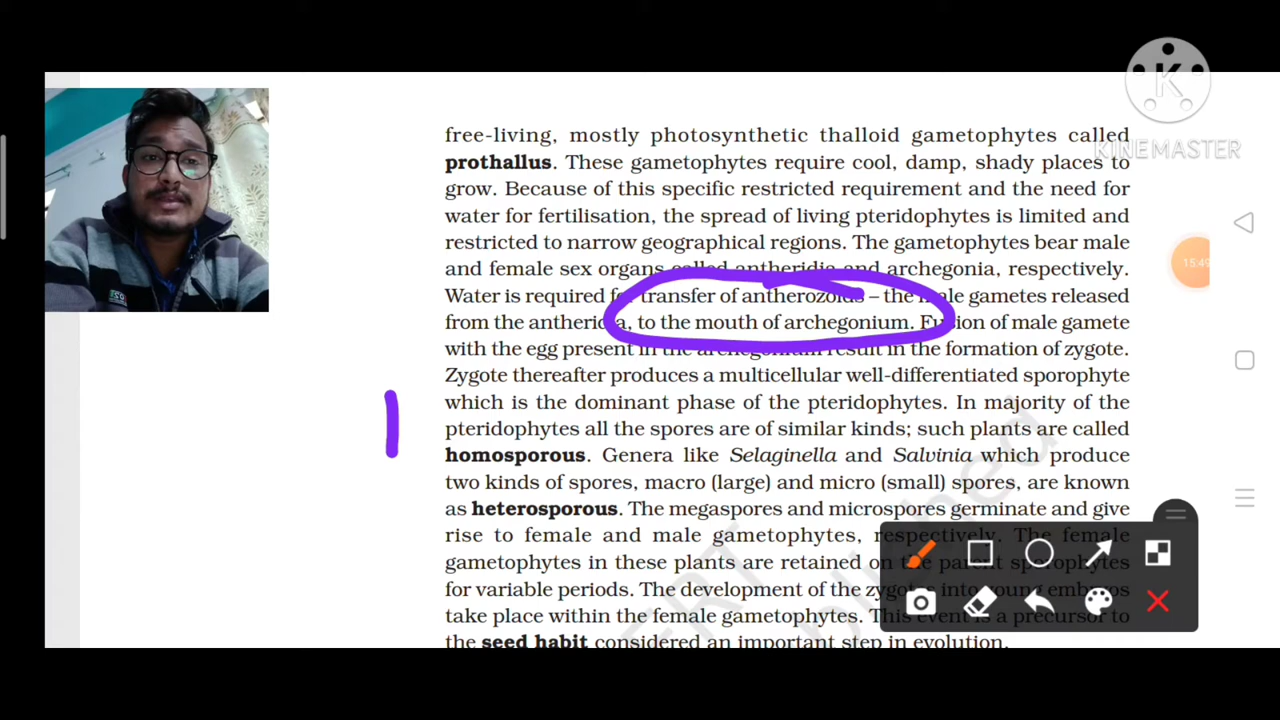 K
KINEMASTER
free-living, mostly photosynthetic thalloid gametophytes called
prothallus. These gametophytes require cool, damp, shady places to
grow. Because of this specific restricted requirement and the need for
water for fertilisation, the spread of living pteridophytes is limited and
restricted to narrow geographical regions. The gametophytes bear male
and female sex organs called antheridia and archegonia, respectively.
15:49
Water is required for transfer of antherozoids – the male gametes released
from the antheridia, to the mouth of archegonium. Fusion of male gamete
with the egg present in the archegonium result in the formation of zygote.
Zygote thereafter produces a multicellular well-differentiated sporophyte
which is the dominant phase of the pteridophytes. In majority of the
pteridophytes all the spores are of similar kinds; such plants are called
homosporous. Genera like Selaginella and Salvinia which produce
two kinds of spores, macro (large) and micro (small) spores, are known
as heterosporous. The megaspores and microspores germinate and give
rise to female and male gametophytes, respectively. The female
gametophytes in these plants are retained on the parent sporophytes
for variable periods. The development of the zygotes into young embryos
take place within the female gametophytes. This event is a precursor to
the seed habit considered an important step in evolution.